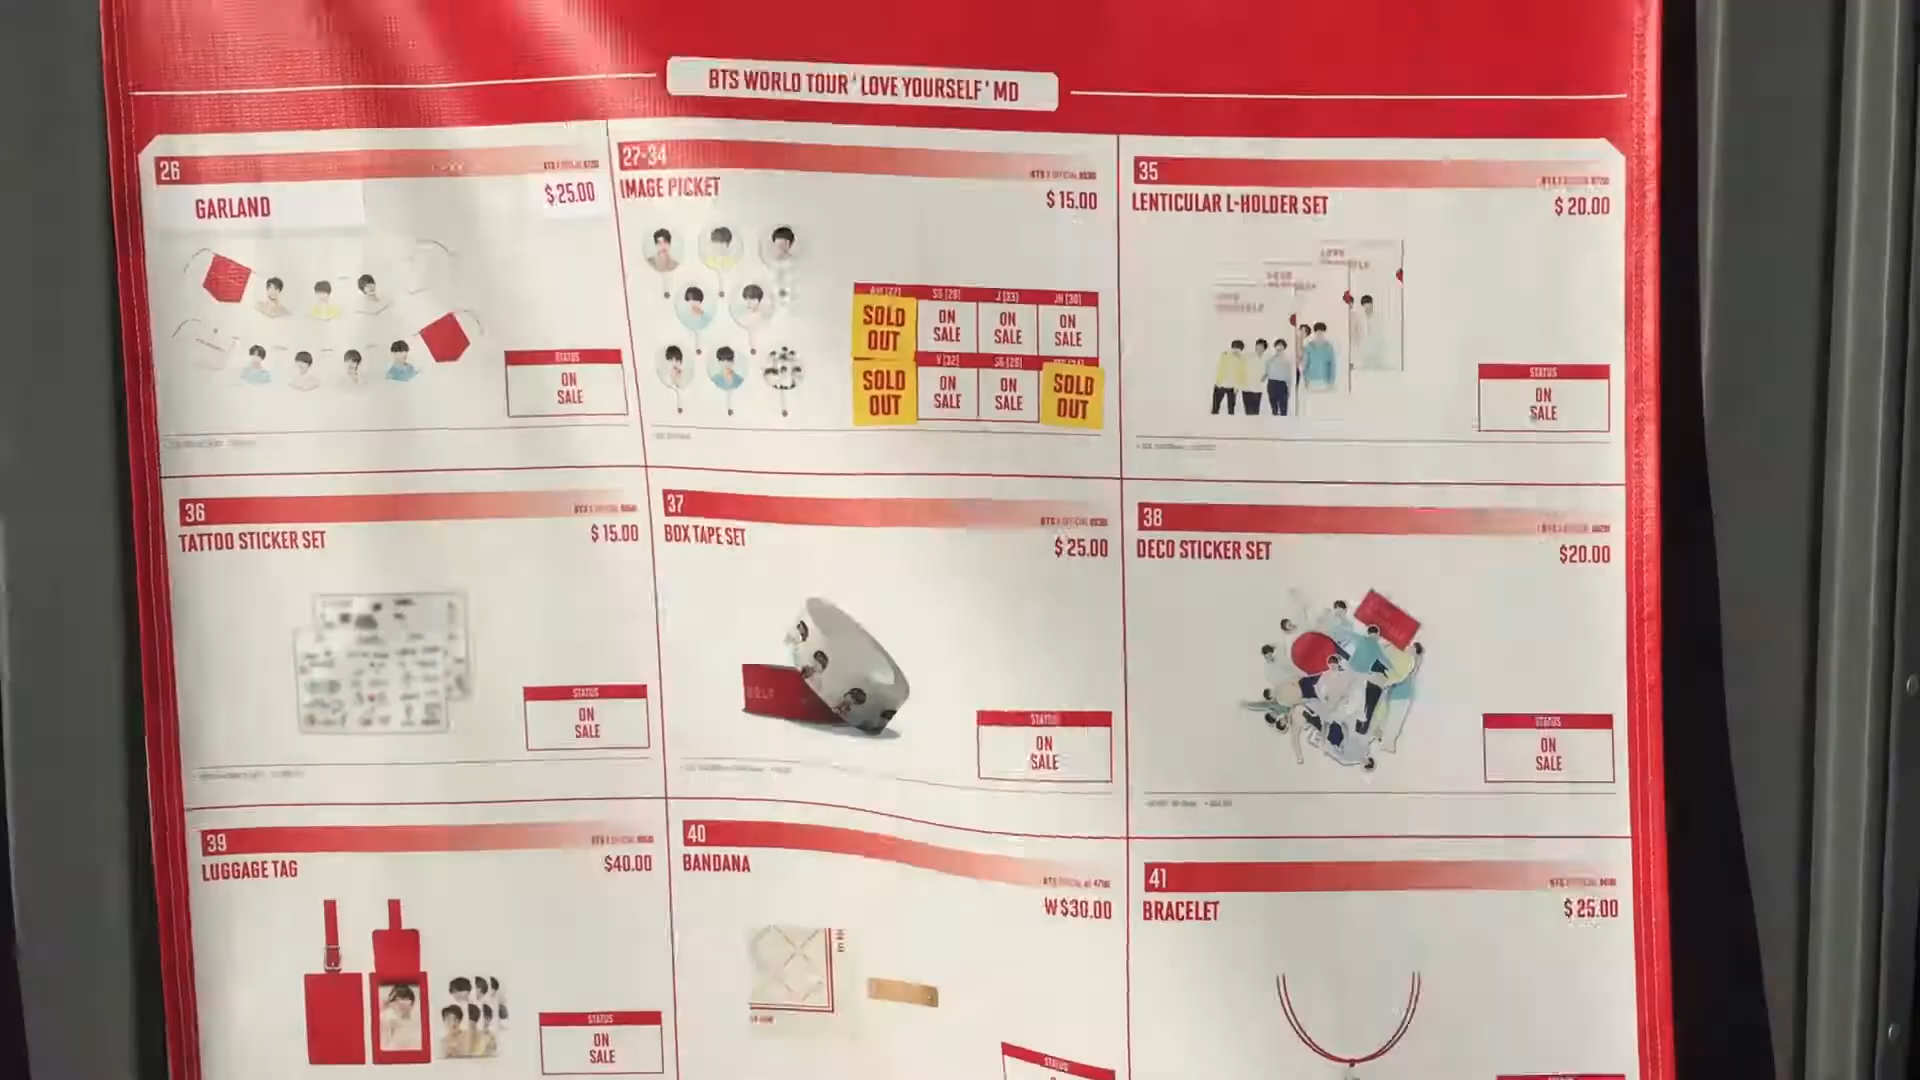 BTS WORLD TOUR 'LOVE YOURSELF' MD
26
$25.00
GARLAND
STATUS
ON
SALE
27-34
IMAGE PICKET
$15.00
SOLD
OUT
ON
SALE
J [33]
ON
SALE
ON
SALE
SOLD
OUT
V [32]
ON
SALE
ON
SALE
SOLD
OUT
35
LENTICULAR L-HOLDER SET
$20.00
STATUS
ON
SALE
36
TATTOO STICKER SET
$15.00
STATUS
ON
SALE
37
BOX TAPE SET
$25.00
STATUS
ON
SALE
38
DECO STICKER SET
$20.00
STATUS
ON
SALE
39
LUGGAGE TAG
$40.00
STATUS
ON
SALE
40
BANDANA
W$30.00
STATUS
41
BRACELET
$25.00